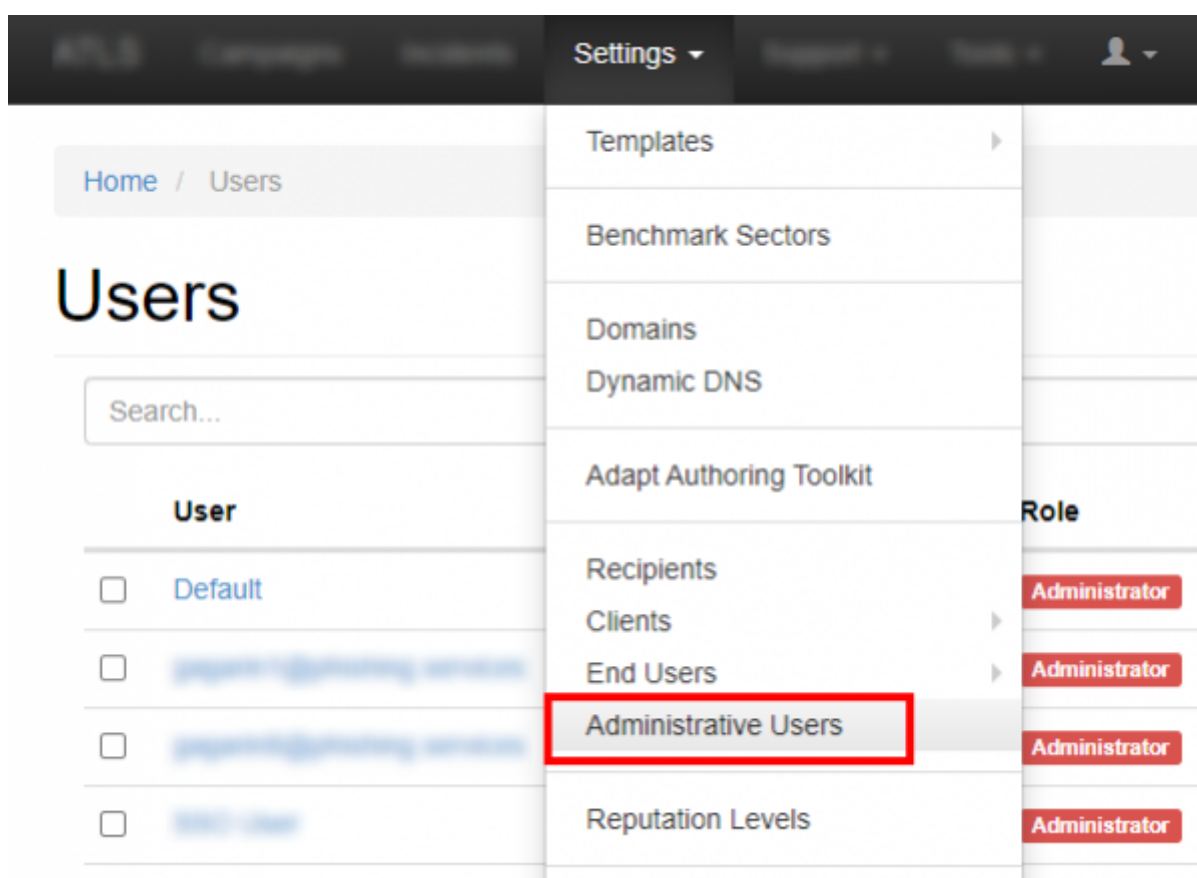 Settings
Templates
Home / Users
Benchmark Sectors
Users
Domains
Dynamic DNS
Search...
Adapt Authoring Toolkit
User
Role
Recipients
Default
Administrator
Clients
End Users
Administrator
Administrative Users
Administrator
Reputation Levels
Administrator